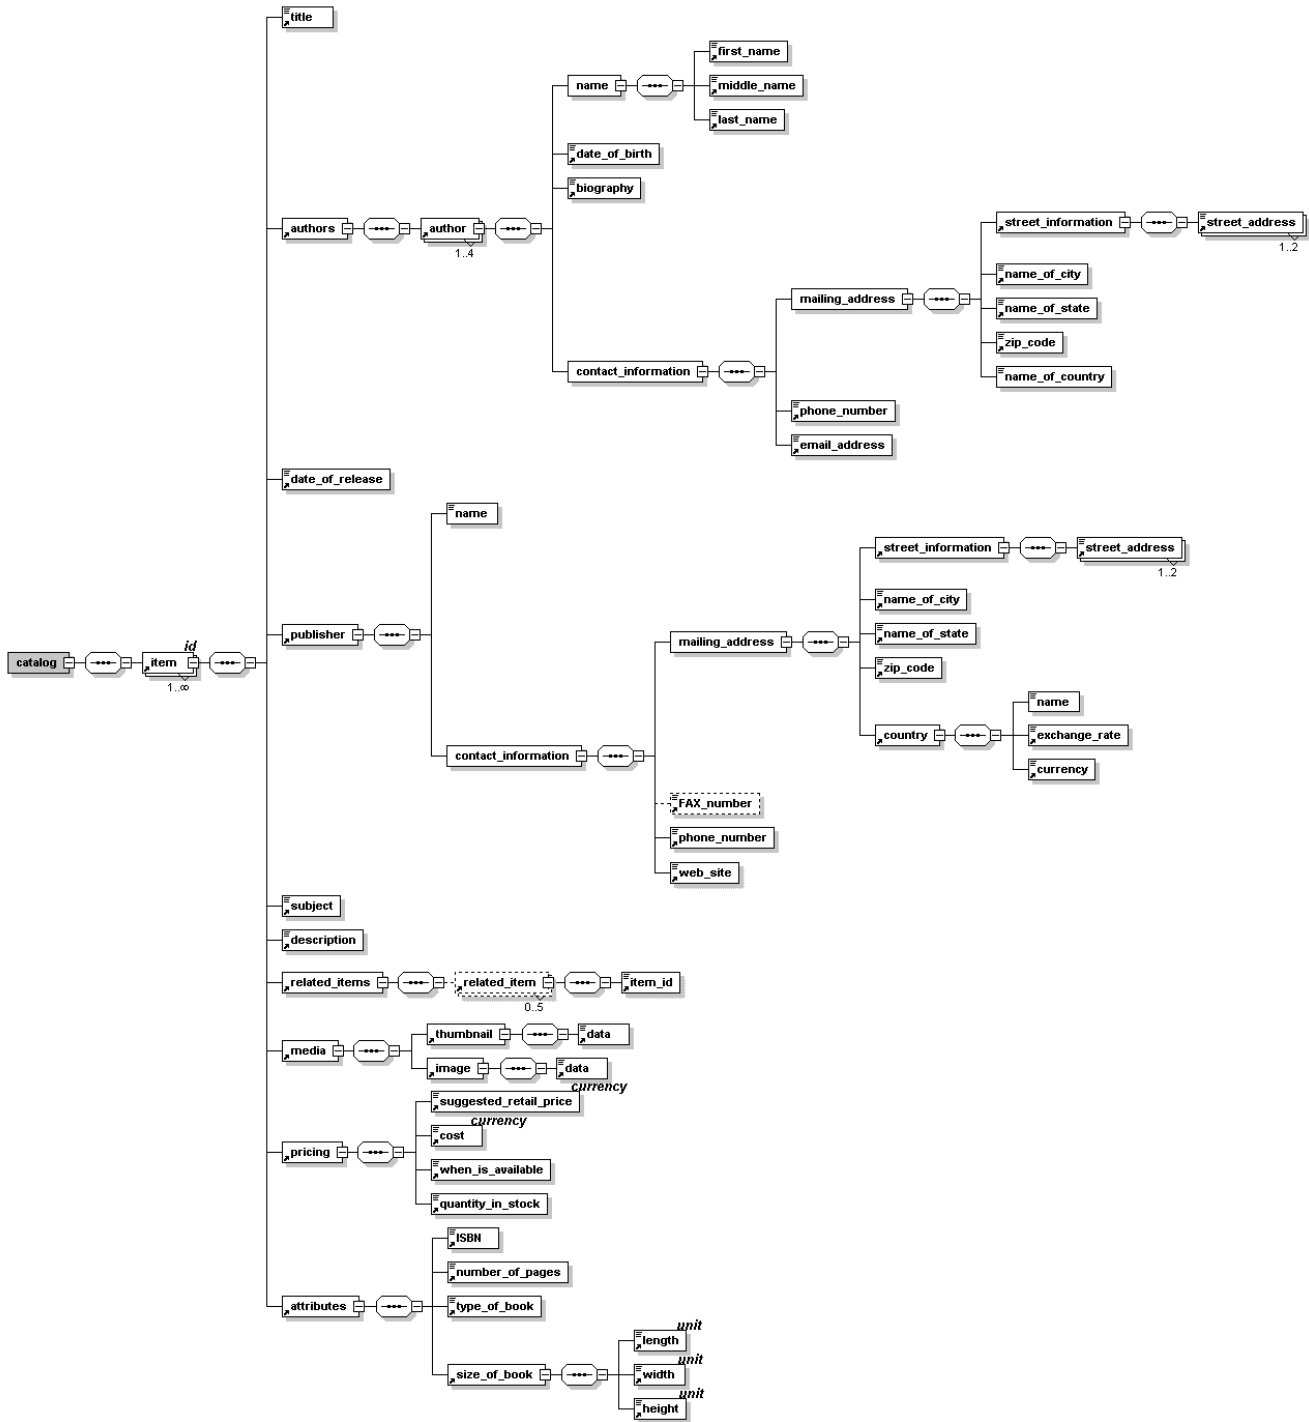 title
first_name
name
middle_name
last_name
date_of_birth
biography
authors
author
1..4
street_information
street_address
1..2
name_of_city
mailing_address
name_of_state
zip_code
contact_information
name_of_country
phone_number
email_address
date_of_release
name
street_information
street_address
1..2
name_of_city
publisher
mailing_address
name_of_state
catalog
id
item
1..∞
zip_code
name
country
exchange_rate
contact_information
currency
FAX_number
phone_number
web_site
subject
description
related_items
related_item
0..5
item_id
media
thumbnail
data
image
data
currency
suggested_retail_price
currency
cost
pricing
when_is_available
quantity_in_stock
ISBN
number_of_pages
attributes
type_of_book
unit
length
size_of_book
unit
width
unit
height